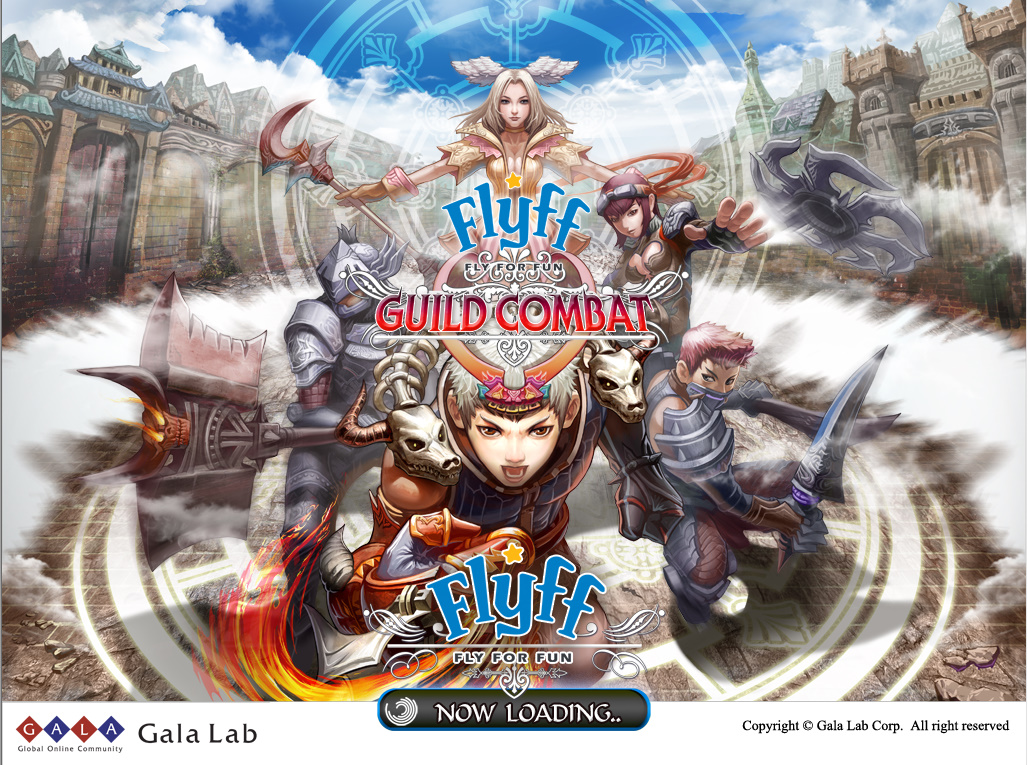 Flyff
FLY FOR FUN
GUILD COMBAT
Flyff
FLY FOR FUN
NOW LOADING..
GALA
Global Online Community
Gala Lab
Copyright © Gala Lab Corp. All right reserved